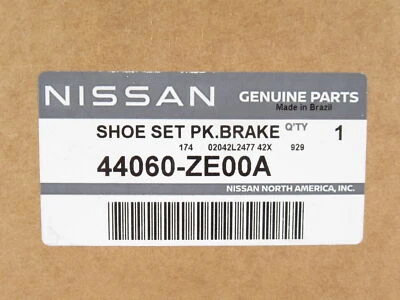 NISSAN GENUINE PARTS
Made in Brazil
SHOE SET PK.BRAKE Q'TY 1
174 02042L2477 42X 929
44060-ZE00A
NISSAN NORTH AMERICA, INC.